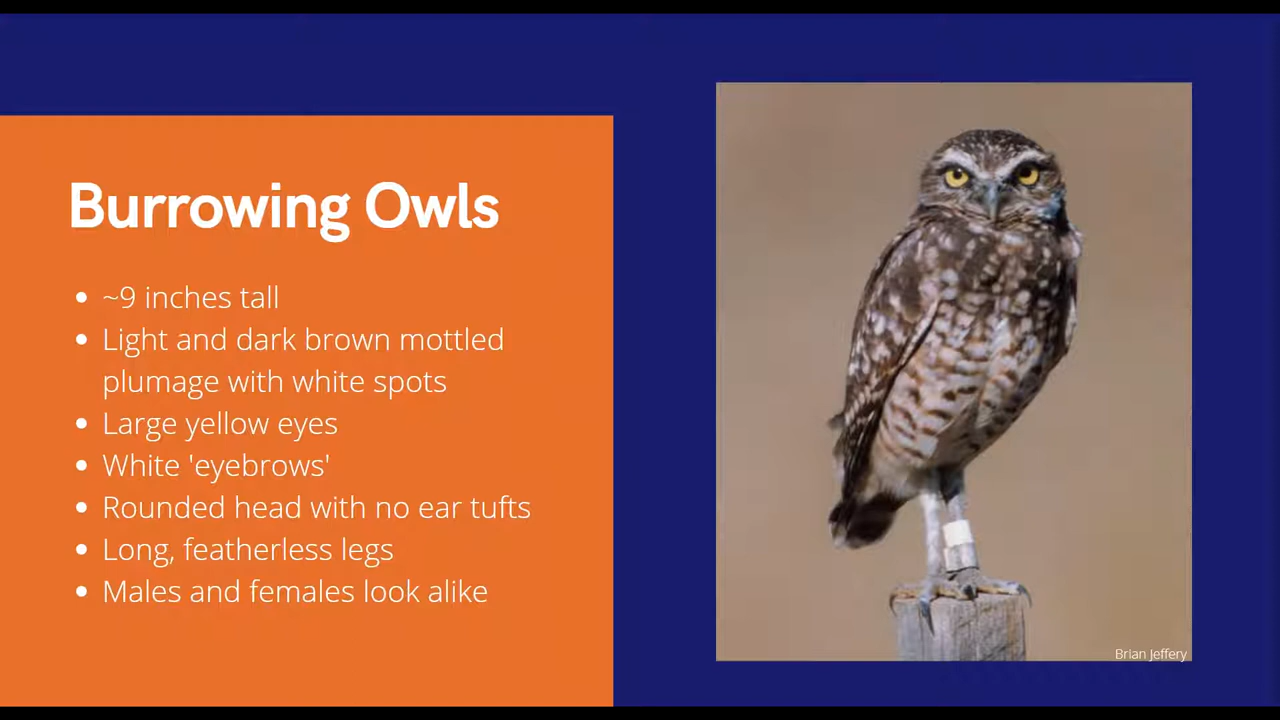 Burrowing Owls
~9 inches tall
Light and dark brown mottled
plumage with white spots
Large yellow eyes
White 'eyebrows'
Rounded head with no ear tufts
Long, featherless legs
Males and females look alike
Brian Jeffery